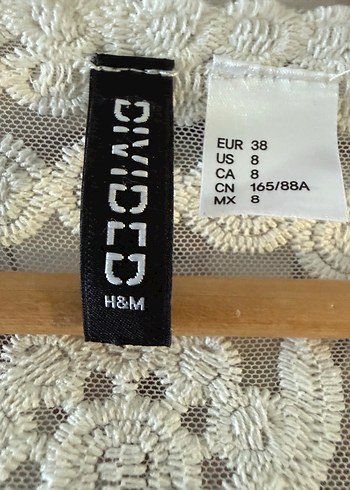 DIVIDED
H&M
EUR 38
US 8
CA 8
CN 165/88A
MX 8